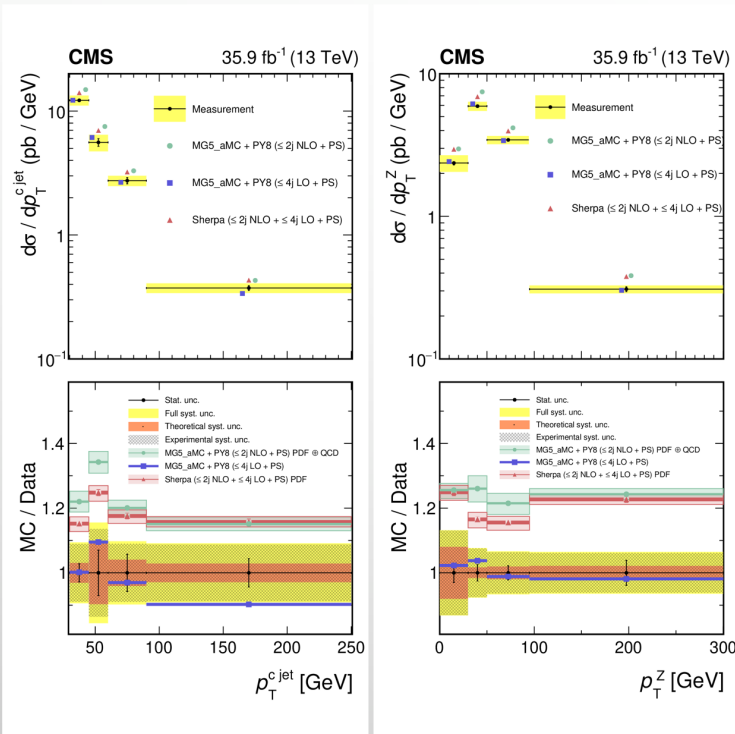 CMS 35.9 fb⁻¹ (13 TeV)
dσ / dp_T^{c jet} (pb / GeV)
10
1
10⁻¹
Measurement
MG5_aMC + PY8 (≤ 2j NLO + PS)
MG5_aMC + PY8 (≤ 4j LO + PS)
Sherpa (≤ 2j NLO + ≤ 4j LO + PS)
MC / Data
1.4
1.2
1
Stat. unc.
Full syst. unc.
Theoretical syst. unc.
Experimental syst. unc.
MG5_aMC + PY8 (≤ 2j NLO + PS) PDF ⊕ QCD
MG5_aMC + PY8 (≤ 4j LO + PS)
Sherpa (≤ 2j NLO + ≤ 4j LO + PS) PDF
50 100 150 200 250
p_T^{c jet} [GeV]
CMS 35.9 fb⁻¹ (13 TeV)
dσ / dp_T^Z (pb / GeV)
10
1
10⁻¹
Measurement
MG5_aMC + PY8 (≤ 2j NLO + PS)
MG5_aMC + PY8 (≤ 4j LO + PS)
Sherpa (≤ 2j NLO + ≤ 4j LO + PS)
MC / Data
1.4
1.2
1
Stat. unc.
Full syst. unc.
Theoretical syst. unc.
Experimental syst. unc.
MG5_aMC + PY8 (≤ 2j NLO + PS) PDF ⊕ QCD
MG5_aMC + PY8 (≤ 4j LO + PS)
Sherpa (≤ 2j NLO + ≤ 4j LO + PS) PDF
0 100 200 300
p_T^Z [GeV]